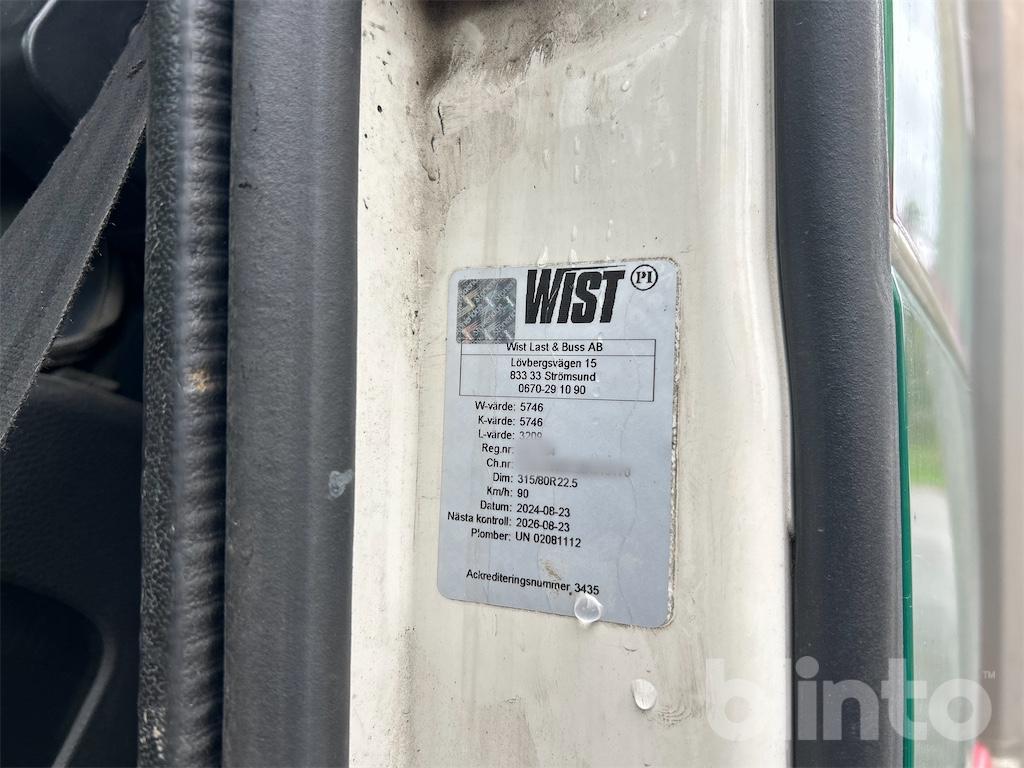 WIST PI
Wist Last & Buss AB
Lövbergsvägen 15
833 33 Strömsund
0670-29 10 90
W-värde: 5746
K-värde: 5746
L-värde: 3209
Reg.nr:
Ch.nr:
Dim: 315/80R22.5
Km/h: 90
Datum: 2024-08-23
Nästa kontroll: 2026-08-23
Plomber: UN 02081112
Ackrediteringsnummer 3435
blinto™